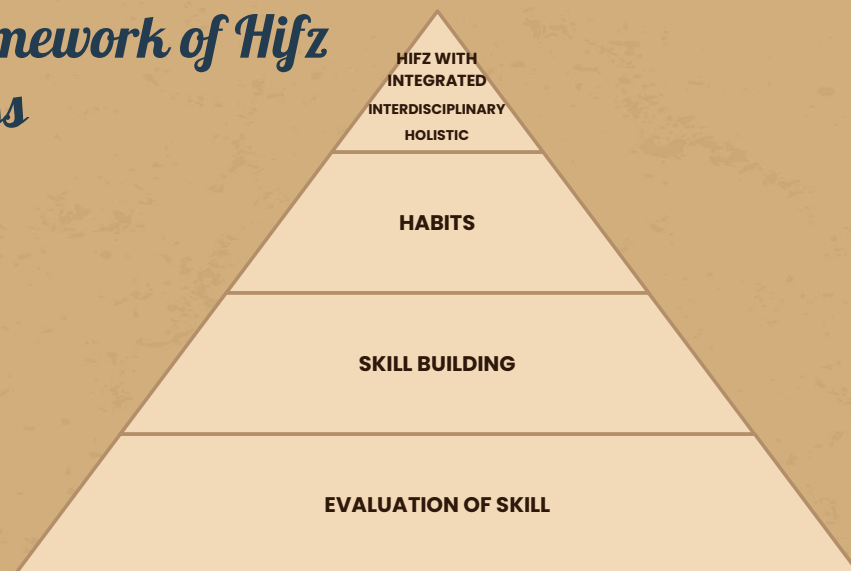 mework of Hifz
HIFZ WITH
INTEGRATED
INTERDISCIPLINARY
HOLISTIC
HABITS
SKILL BUILDING
EVALUATION OF SKILL